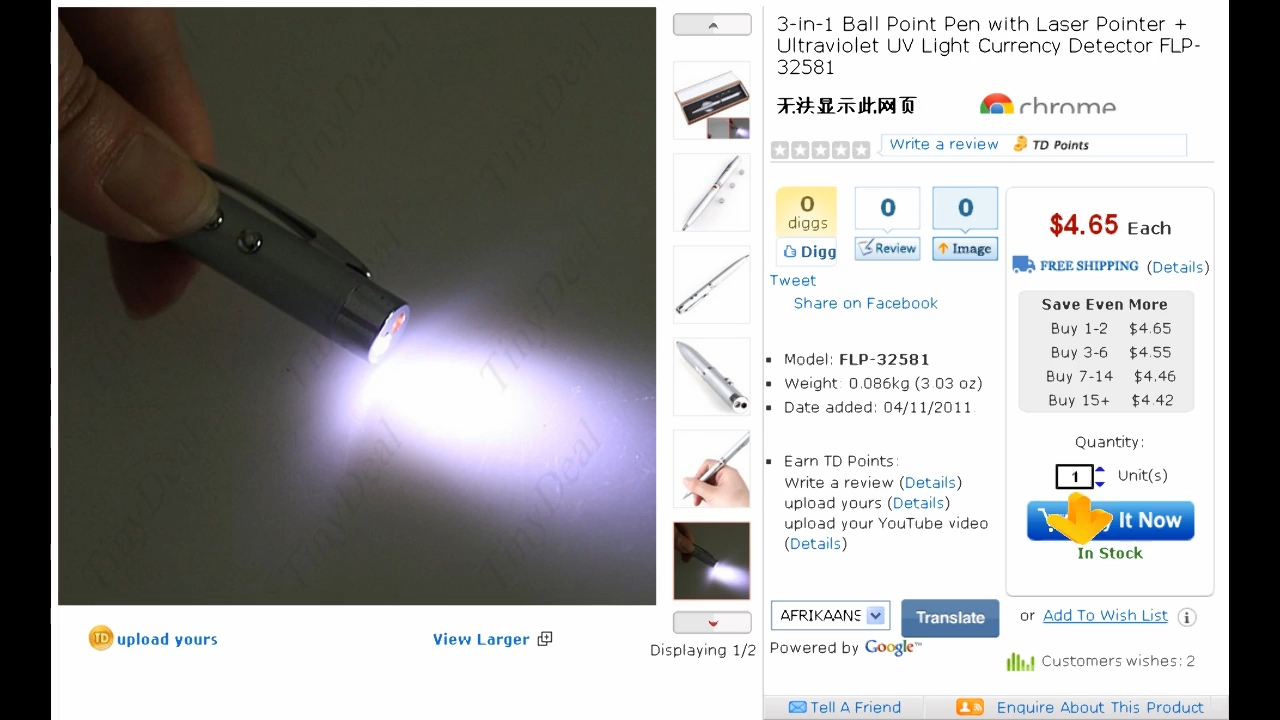 3-in-1 Ball Point Pen with Laser Pointer +
Ultraviolet UV Light Currency Detector FLP-
32581
无法显示此网页
chrome
Write a review
TD Points
0
diggs
Digg
0
Review
0
Image
Tweet
Share on Facebook
$4.65 Each
FREE SHIPPING (Details)
Save Even More
Buy 1-2 $4.65
Buy 3-6 $4.55
Buy 7-14 $4.46
Buy 15+ $4.42
Model: FLP-32581
Weight: 0.086kg (3.03 oz)
Date added: 04/11/2011
Earn TD Points:
Write a review (Details)
upload yours (Details)
upload your YouTube video
(Details)
Quantity:
1 Unit(s)
It Now
In Stock
AFRIKAANS
Translate
Powered by Google™
or Add To Wish List
Customers wishes: 2
Tell A Friend
Enquire About This Product
TD upload yours
View Larger
Displaying 1/2
TinyDeal
TinyDeal
TinyDeal
TinyDeal